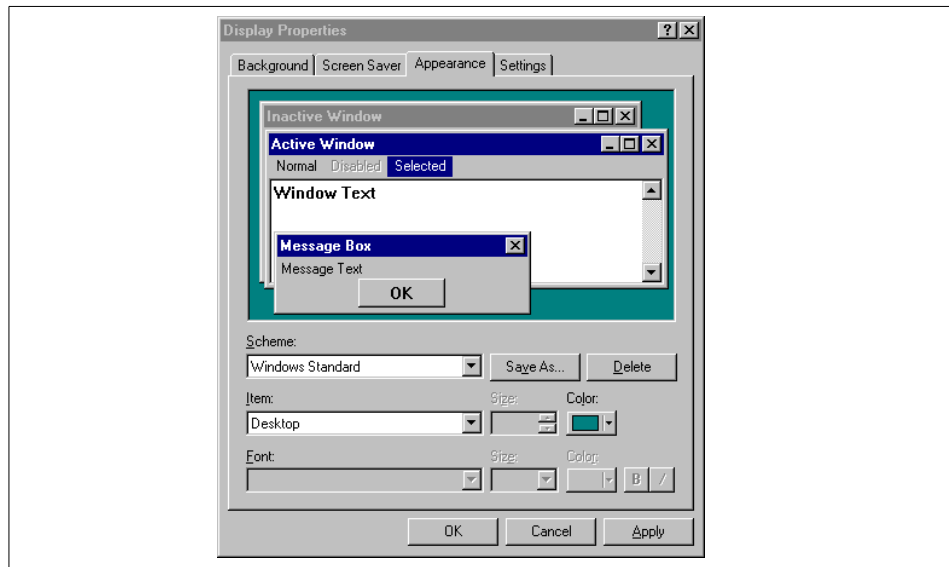 Display Properties
Background Screen Saver Appearance Settings
Inactive Window
Active Window
Normal Disabled Selected
Window Text
Message Box
Message Text
OK
Scheme:
Windows Standard Save As... Delete
Item: Size: Color:
Desktop
Font: Size: Color:
B /
OK Cancel Apply